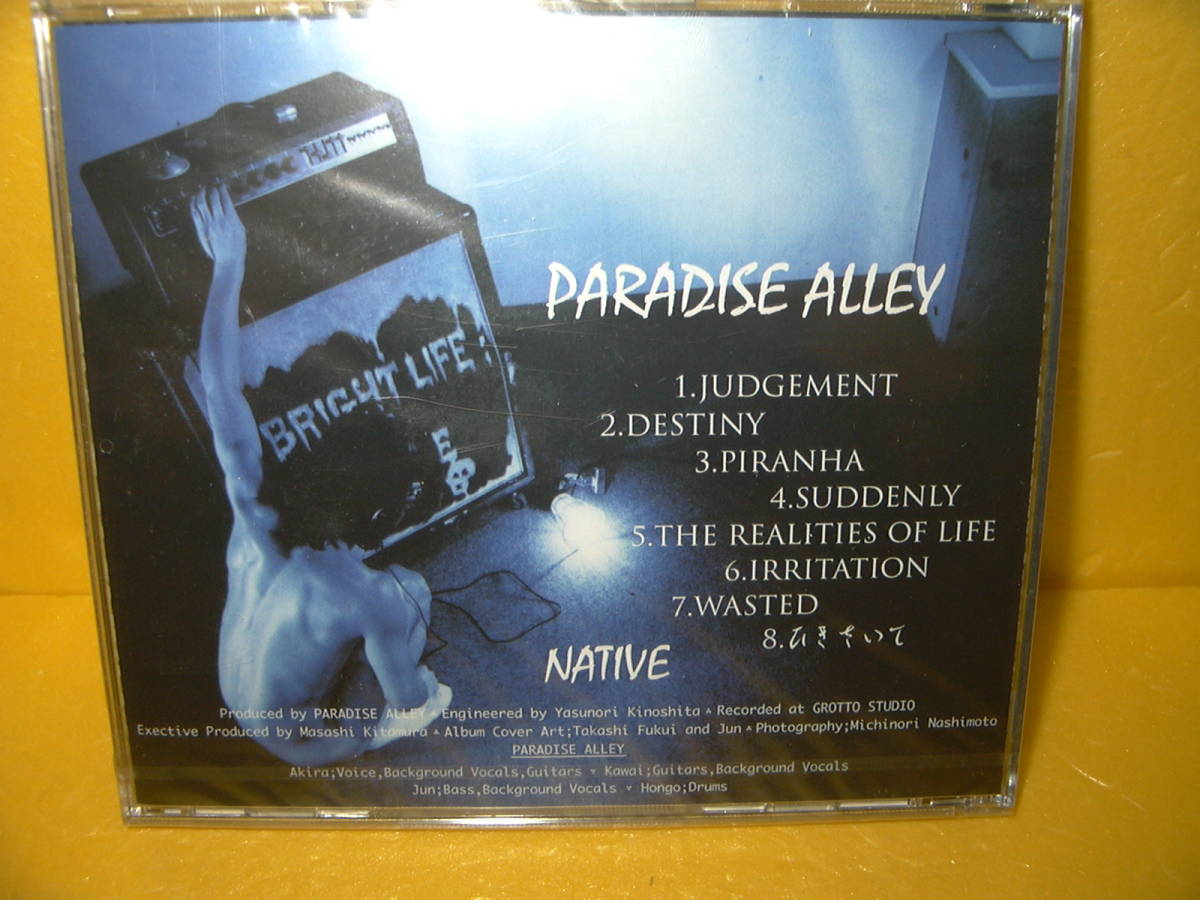 BRIGHT LIFE
PARADISE ALLEY
1.JUDGEMENT
2.DESTINY
3.PIRANHA
4.SUDDENLY
5.THE REALITIES OF LIFE
6.IRRITATION
7.WASTED
8.ひきさいて
NATIVE
Produced by PARADISE ALLEY Engineered by Yasunori Kinoshita Recorded at GROTTO STUDIO
Exective Produced by Masashi Kitamura Album Cover Art;Takashi Fukui and Jun Photography;Michinori Nashimoto
PARADISE ALLEY
Akira;Voice,Background Vocals,Guitars Kawai;Guitars,Background Vocals
Jun;Bass,Background Vocals Hongo;Drums